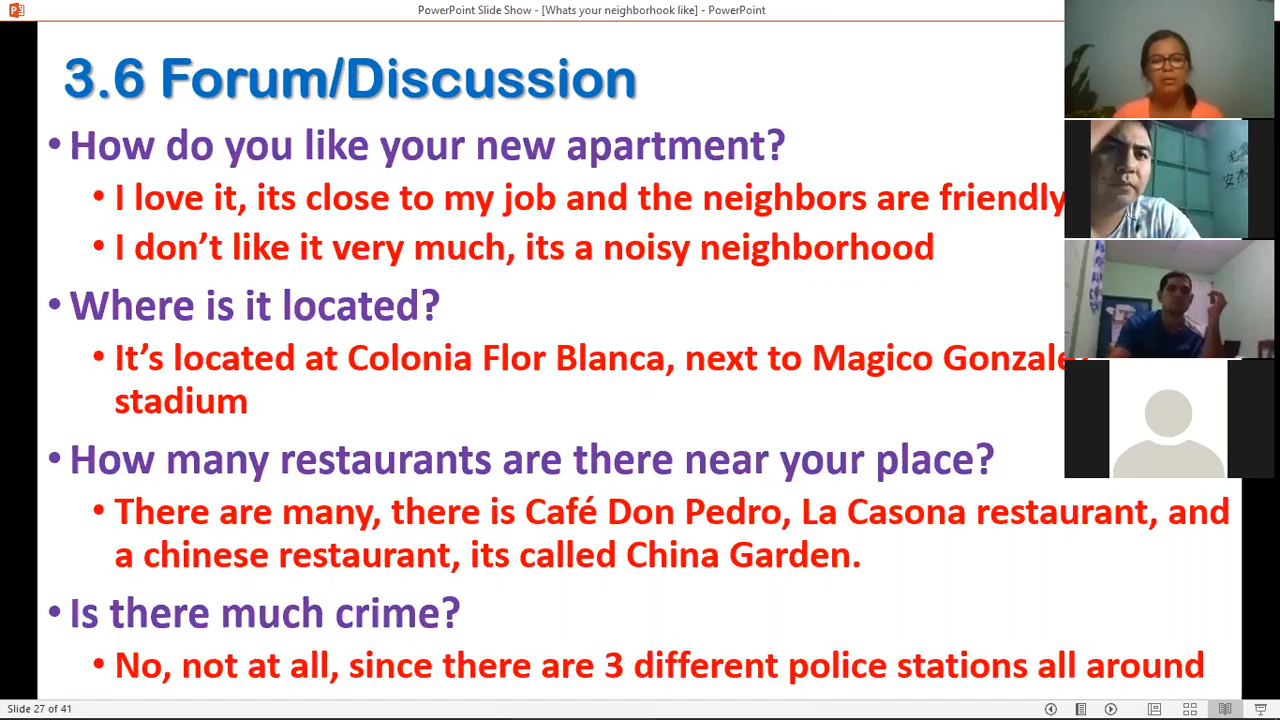 PowerPoint Slide Show - [Whats your neighborhook like] - PowerPoint
3.6 Forum/Discussion
• How do you like your new apartment?
• I love it, its close to my job and the neighbors are friendly
• I don’t like it very much, its a noisy neighborhood
• Where is it located?
• It’s located at Colonia Flor Blanca, next to Magico Gonzalez
stadium
• How many restaurants are there near your place?
• There are many, there is Café Don Pedro, La Casona restaurant, and
a chinese restaurant, its called China Garden.
• Is there much crime?
• No, not at all, since there are 3 different police stations all around
Slide 27 of 41